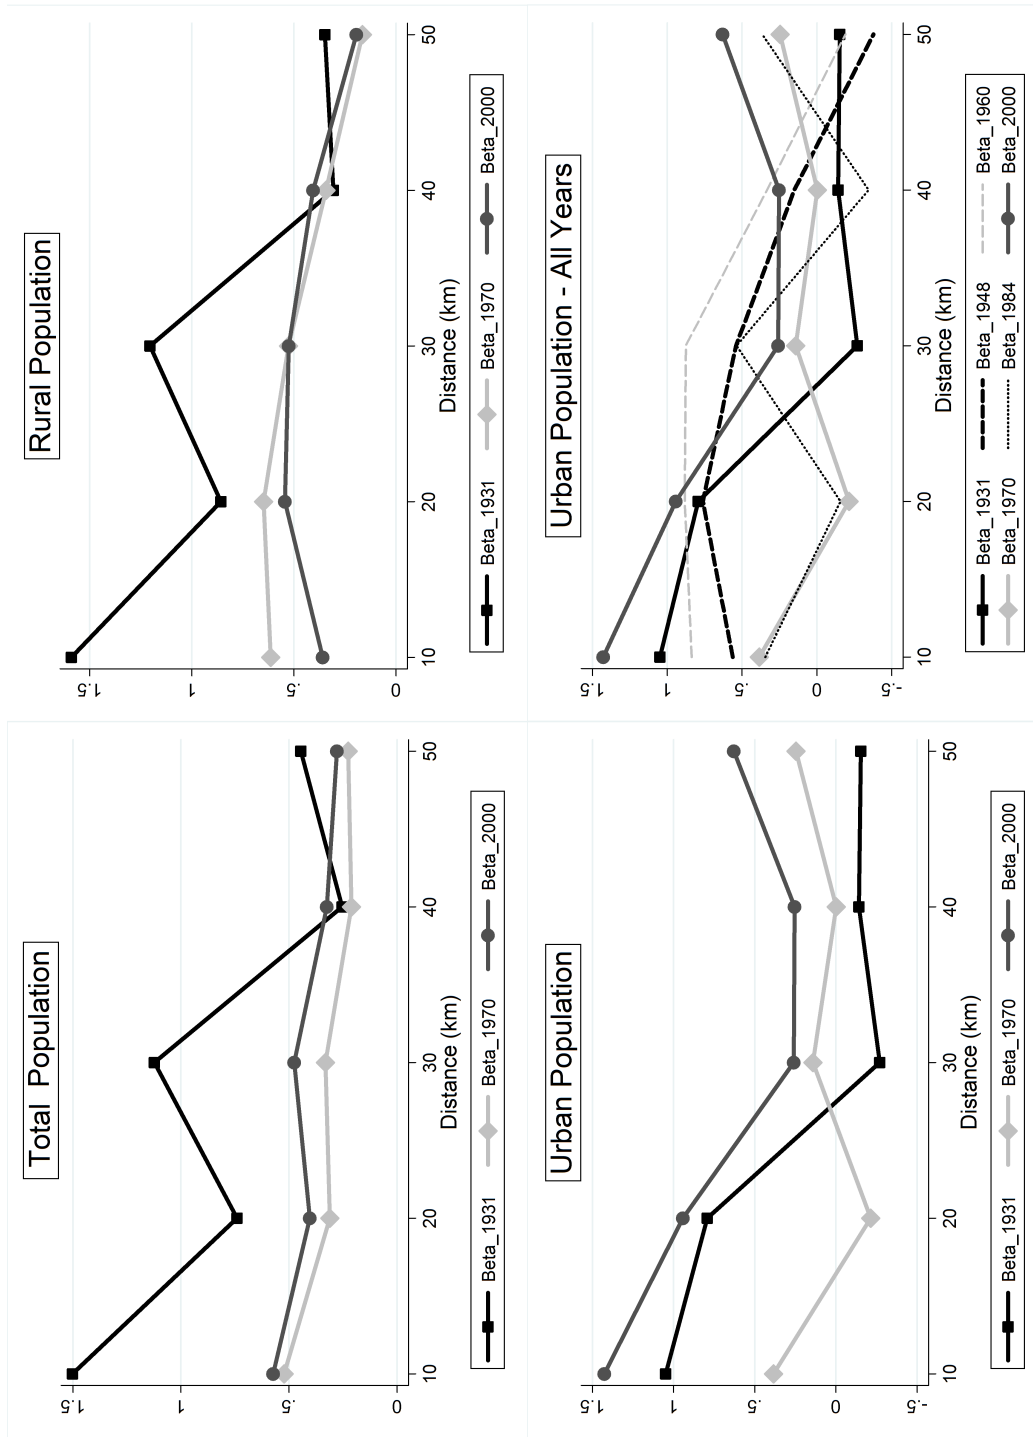 Total Population
1.5
1
.5
0
10 20 30 40 50
Distance (km)
Beta_1931 Beta_1970 Beta_2000
Rural Population
1.5
1
.5
0
10 20 30 40 50
Distance (km)
Beta_1931 Beta_1970 Beta_2000
Urban Population
1.5
1
.5
0
-.5
10 20 30 40 50
Distance (km)
Beta_1931 Beta_1970 Beta_2000
Urban Population - All Years
1.5
1
.5
0
-.5
10 20 30 40 50
Distance (km)
Beta_1931 Beta_1948 Beta_1960
Beta_1970 Beta_1984 Beta_2000